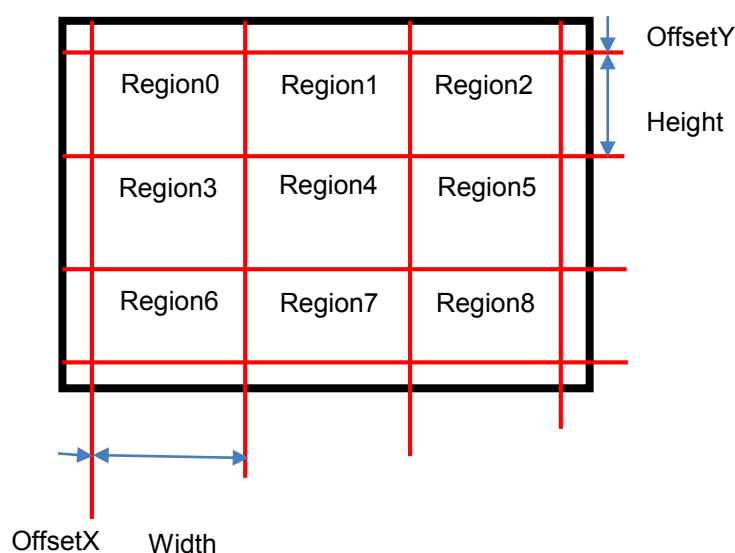 OffsetY
Region0 Region1 Region2
Height
Region3 Region4 Region5
Region6 Region7 Region8
OffsetX Width